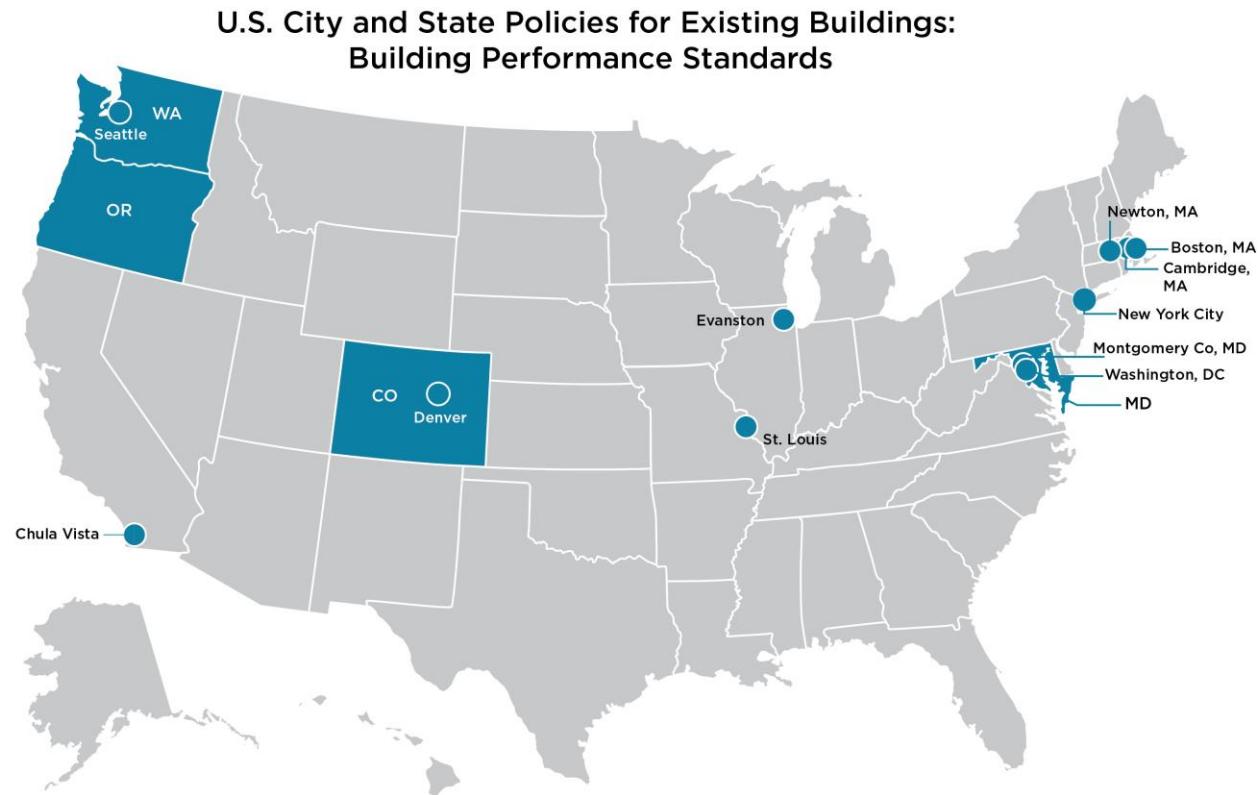 U.S. City and State Policies for Existing Buildings:
Building Performance Standards
WA
Seattle
OR
Newton, MA
Boston, MA
Cambridge,
MA
New York City
Evanston
Montgomery Co, MD
Washington, DC
MD
CO
Denver
St. Louis
Chula Vista